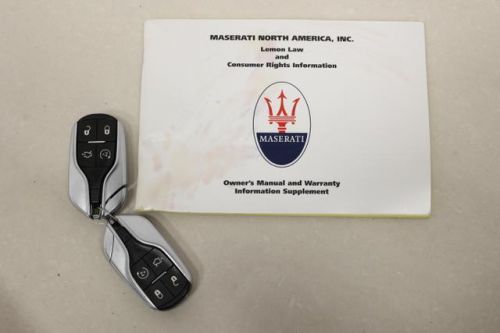 MASERATI NORTH AMERICA, INC.
Lemon Law
and
Consumer Rights Information
MASERATI
Owner's Manual and Warranty
Information Supplement